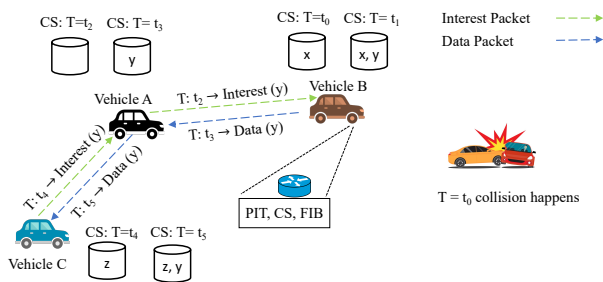 CS: T=t₂ CS: T= t₃
y
CS:T=t₀ CS: T= t₁
x x, y
Interest Packet
Data Packet
Vehicle A
Vehicle B
T: t₂ → Interest (y)
T: t₃ → Data (y)
T: t₄ → Interest (y)
T: t₅ → Data (y)
PIT, CS, FIB
T = t₀ collision happens
Vehicle C
CS: T=t₄ CS: T= t₅
z z, y